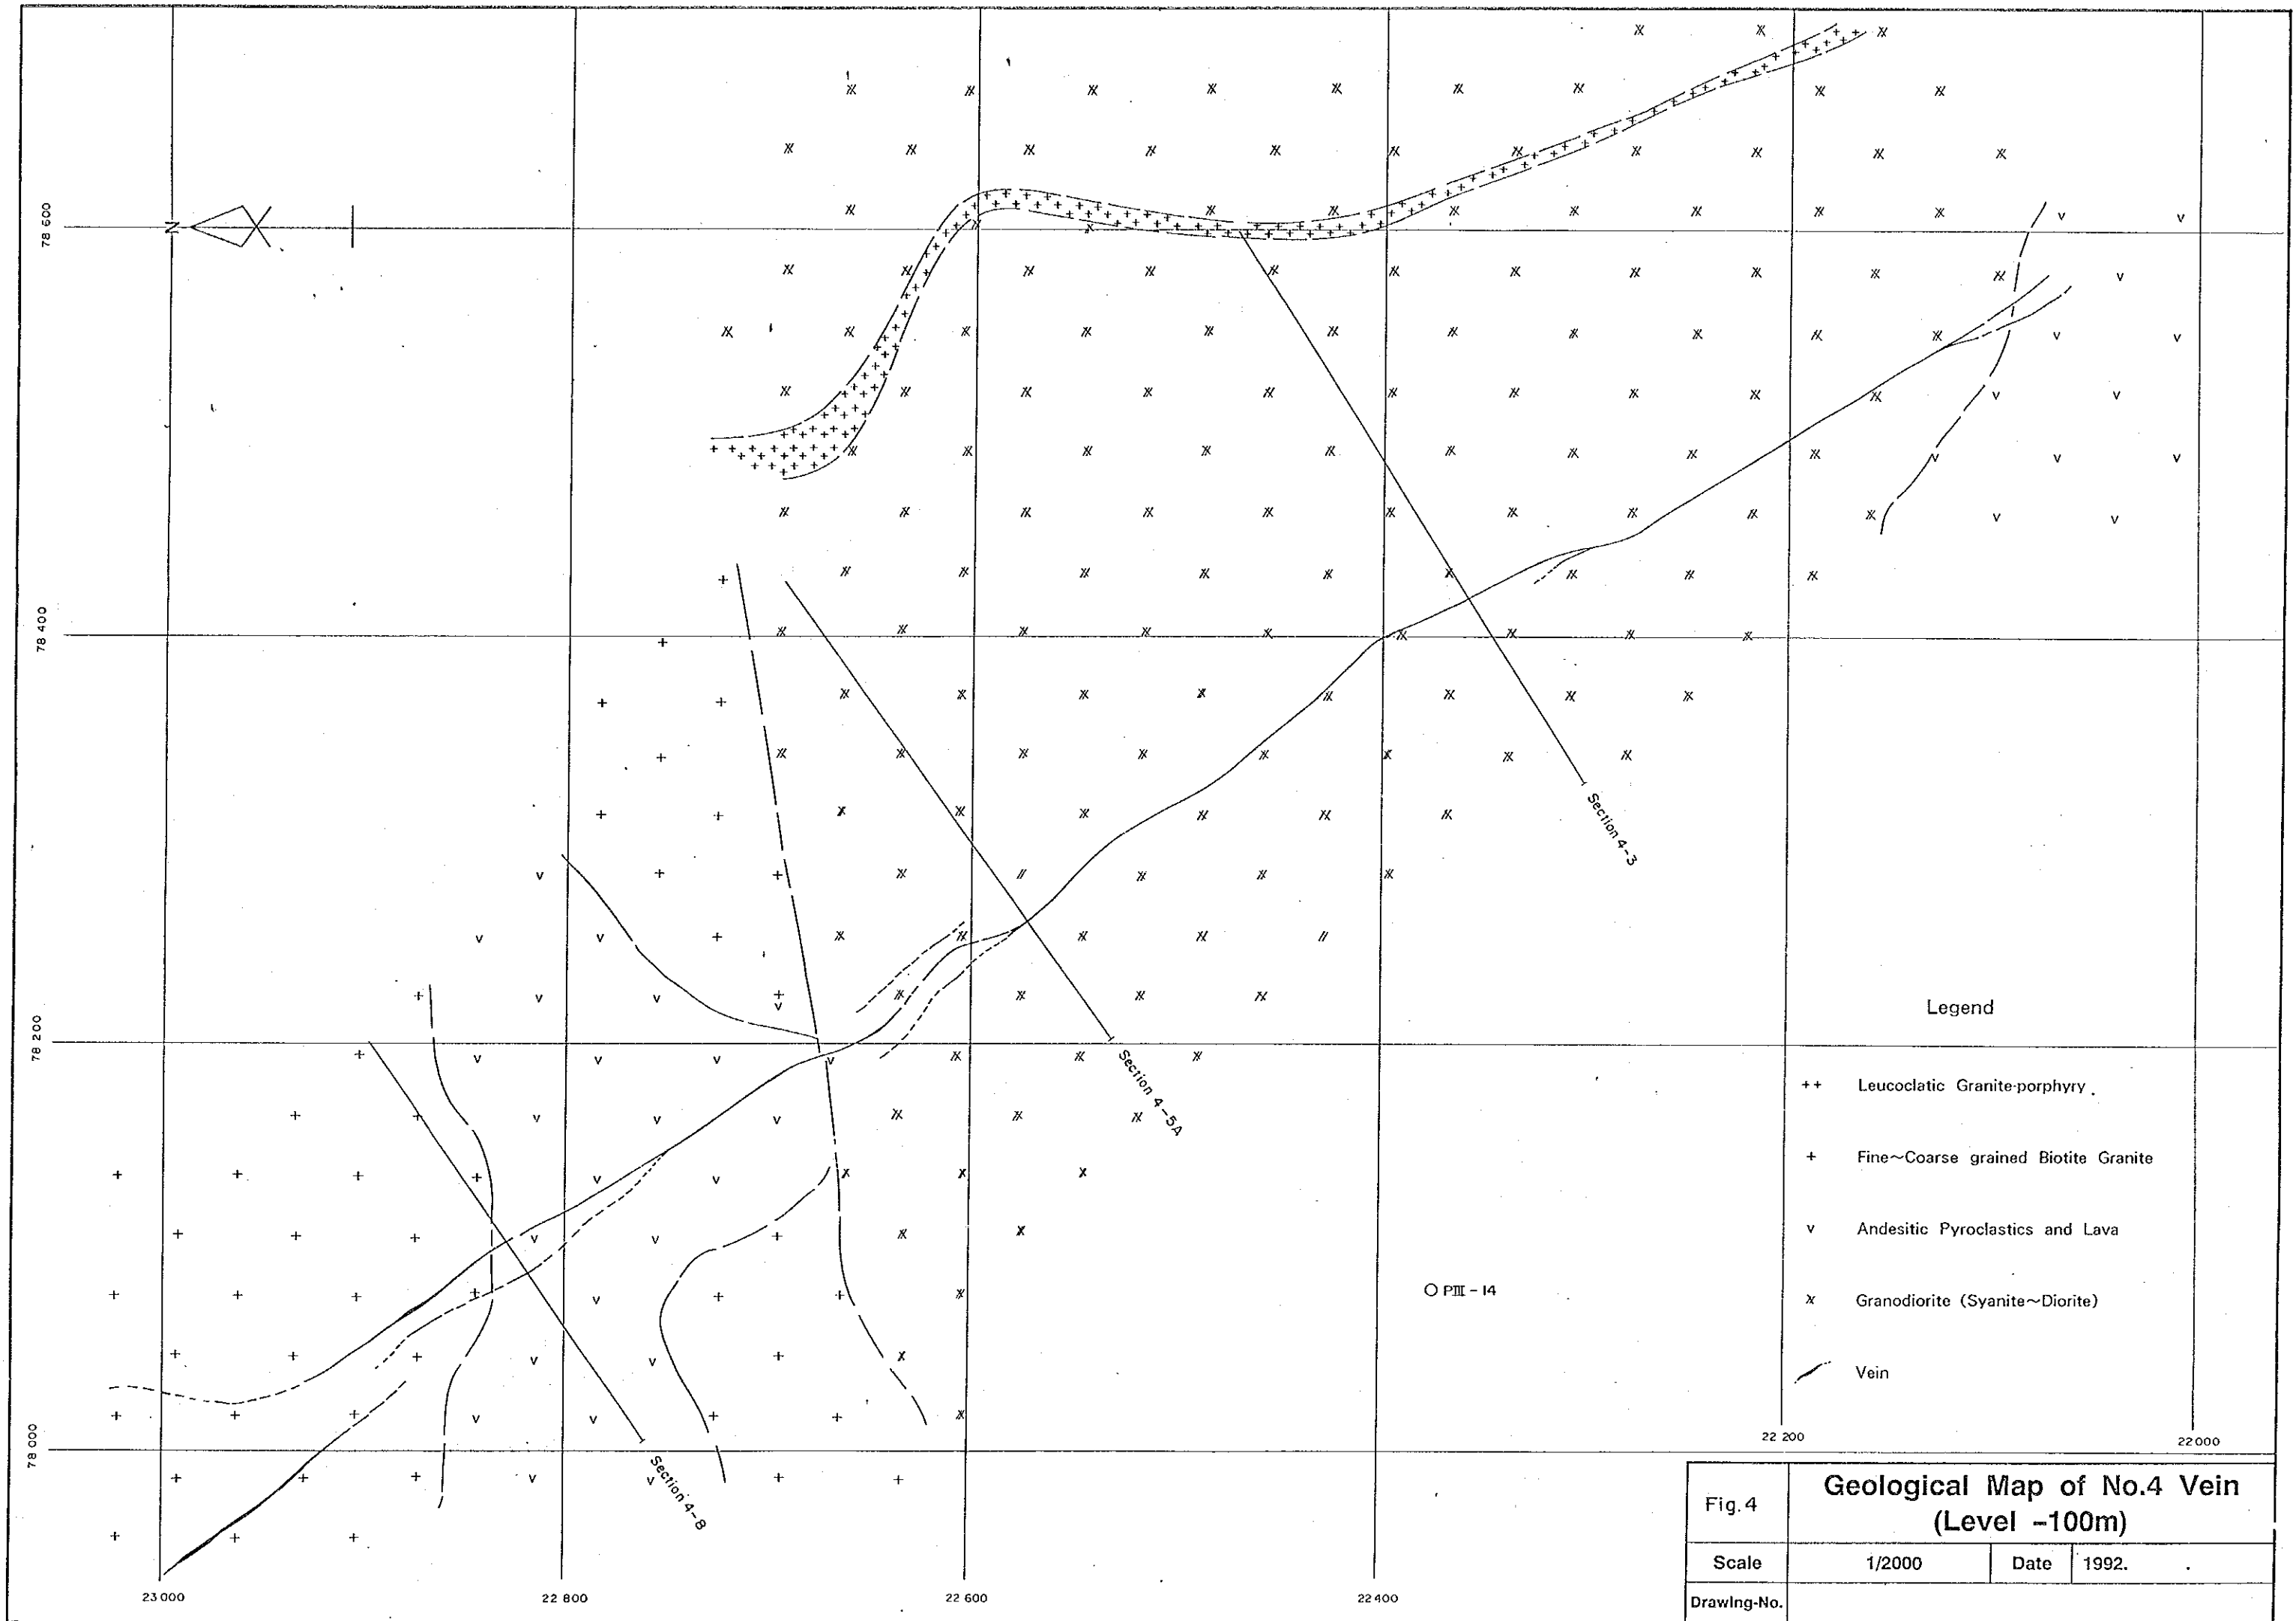 78 600
N
78 400
78 200
78 000
Section 4-3
Section 4-5A
Section 4-8
PIII-14
Legend
++ Leucoclatic Granite-porphyry
+ Fine~Coarse grained Biotite Granite
v Andesitic Pyroclastics and Lava
Granodiorite (Syanite~Diorite)
Vein
23 000
22 800
22 600
22 400
22 200
22 000
Fig.4
Geological Map of No.4 Vein
(Level -100m)
Scale
1/2000
Date
1992.
Drawing-No.